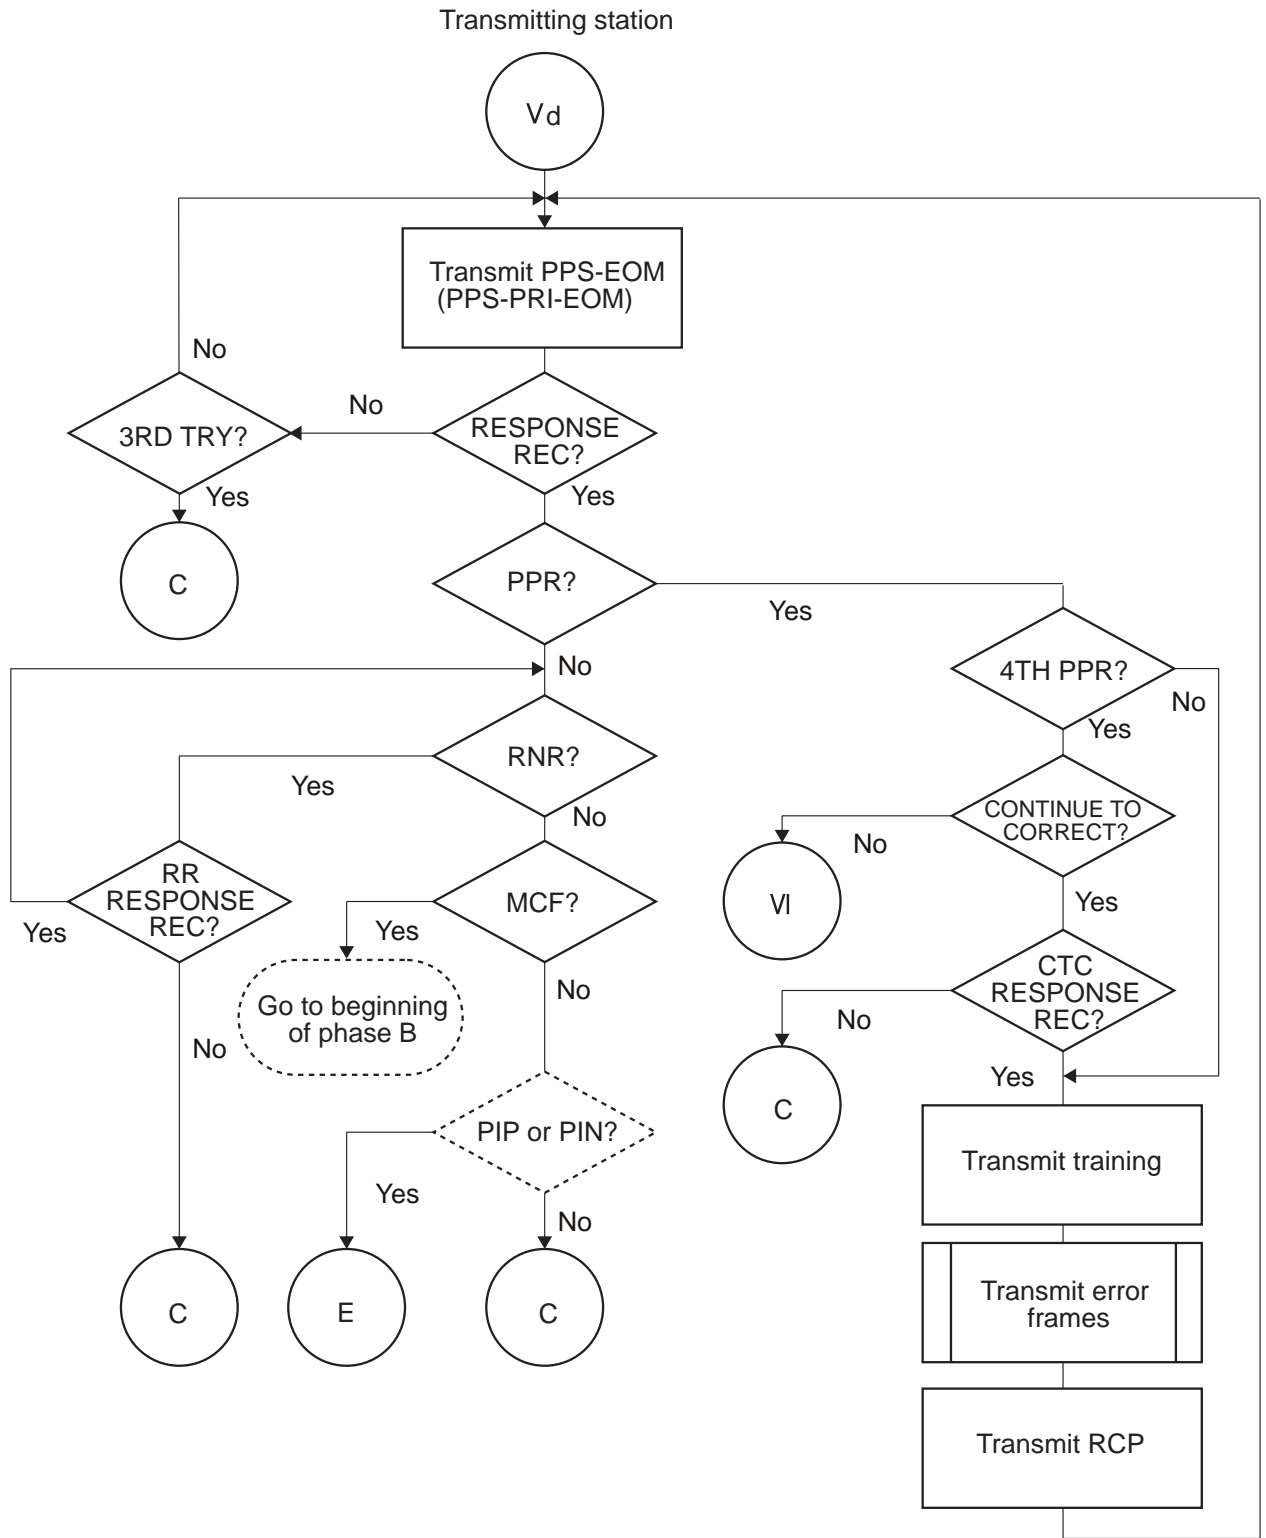 Transmitting station
Vd
Transmit PPS-EOM
(PPS-PRI-EOM)
No
3RD TRY?
No
RESPONSE
REC?
Yes
Yes
C
PPR?
Yes
No
4TH PPR?
No
Yes
RNR?
Yes
No
CONTINUE TO
CORRECT?
No
Yes
VI
RR
RESPONSE
REC?
Yes
MCF?
Yes
No
Go to beginning
of phase B
CTC
RESPONSE
REC?
No
Yes
C
No
PIP or PIN?
Yes
No
C
E
C
Transmit training
Transmit error
frames
Transmit RCP